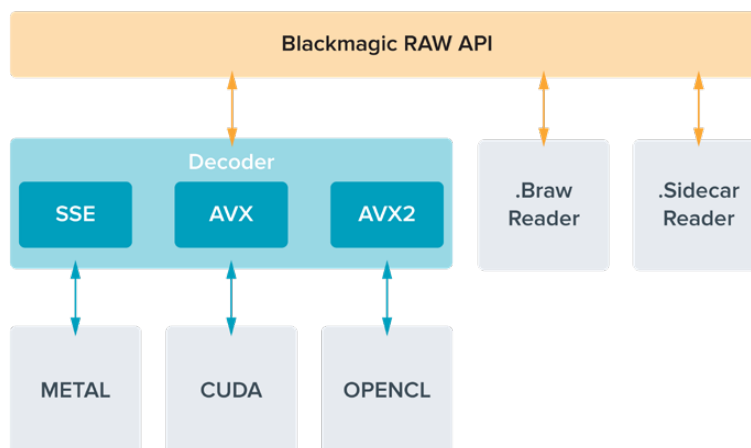 Blackmagic RAW API
Decoder
SSE
AVX
AVX2
.Braw
Reader
.Sidecar
Reader
METAL
CUDA
OPENCL